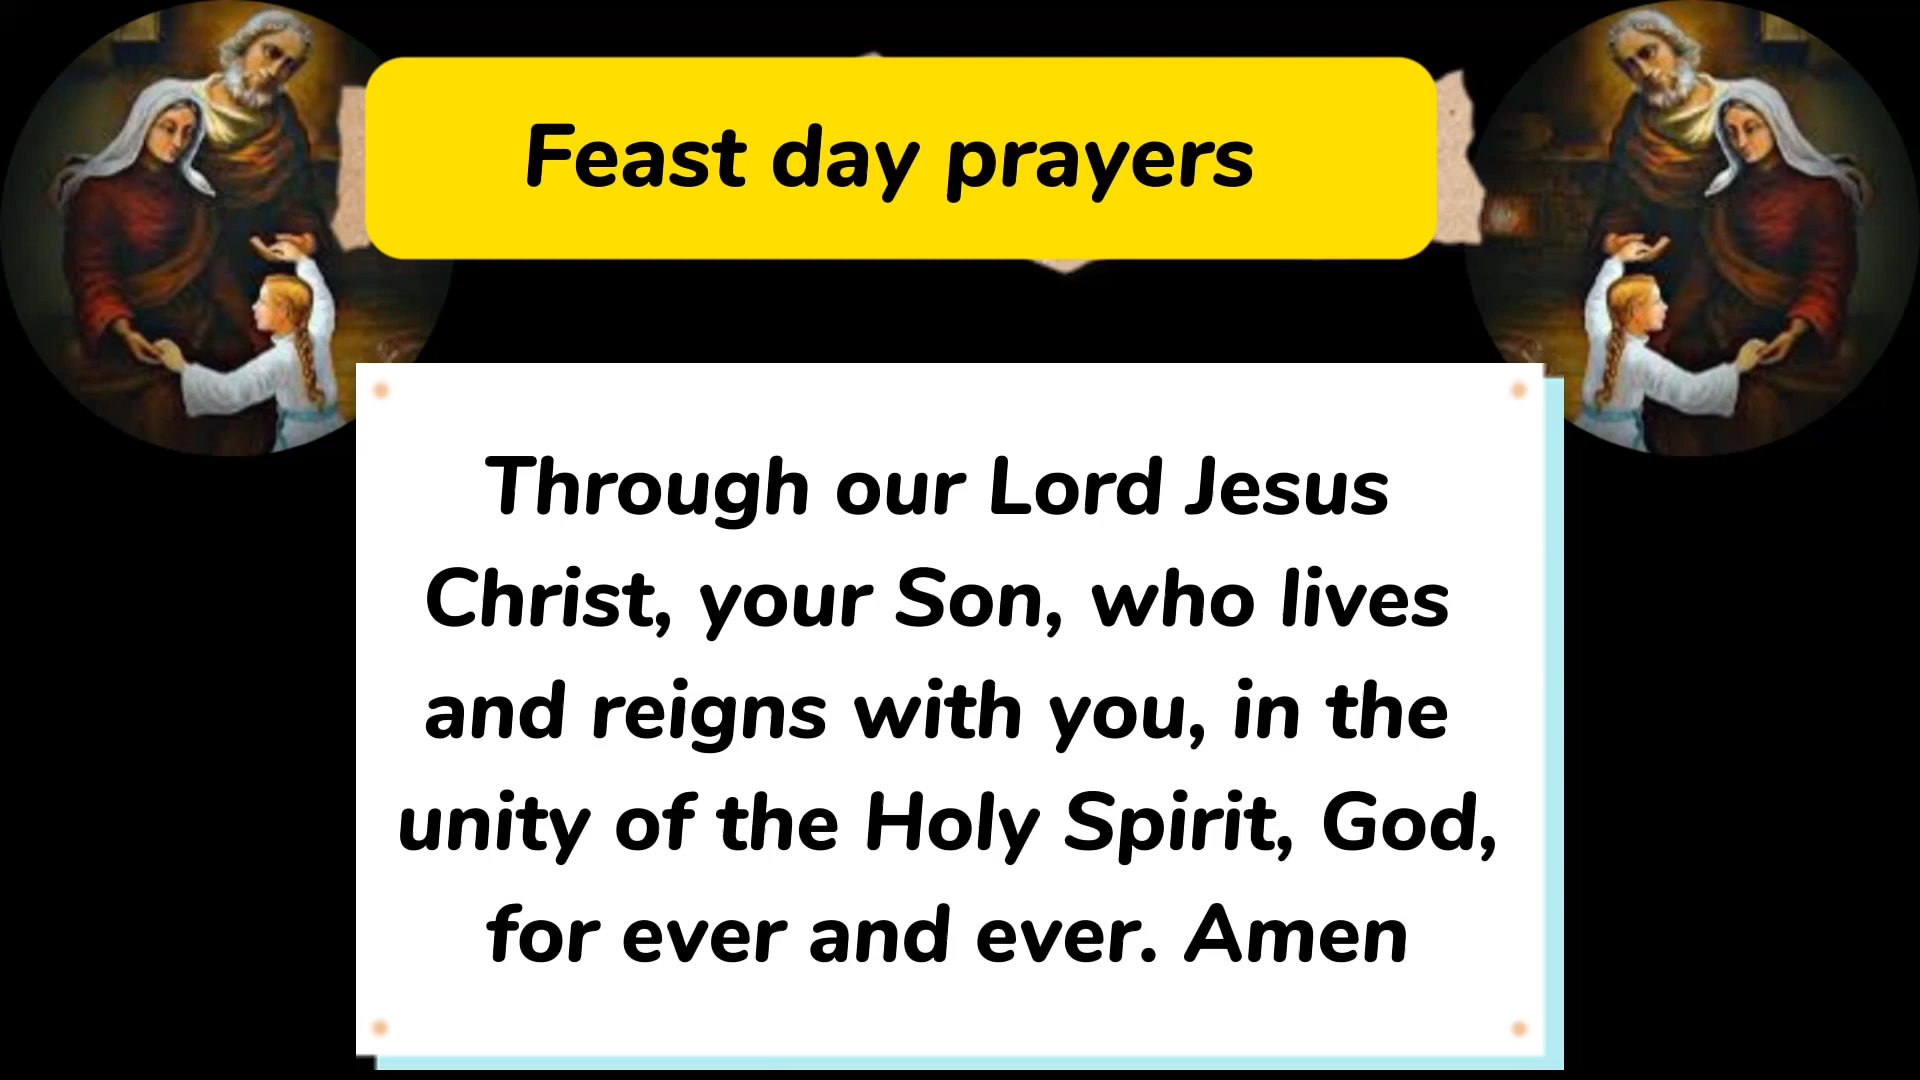 Feast day prayers
Through our Lord Jesus
Christ, your Son, who lives
and reigns with you, in the
unity of the Holy Spirit, God,
for ever and ever. Amen